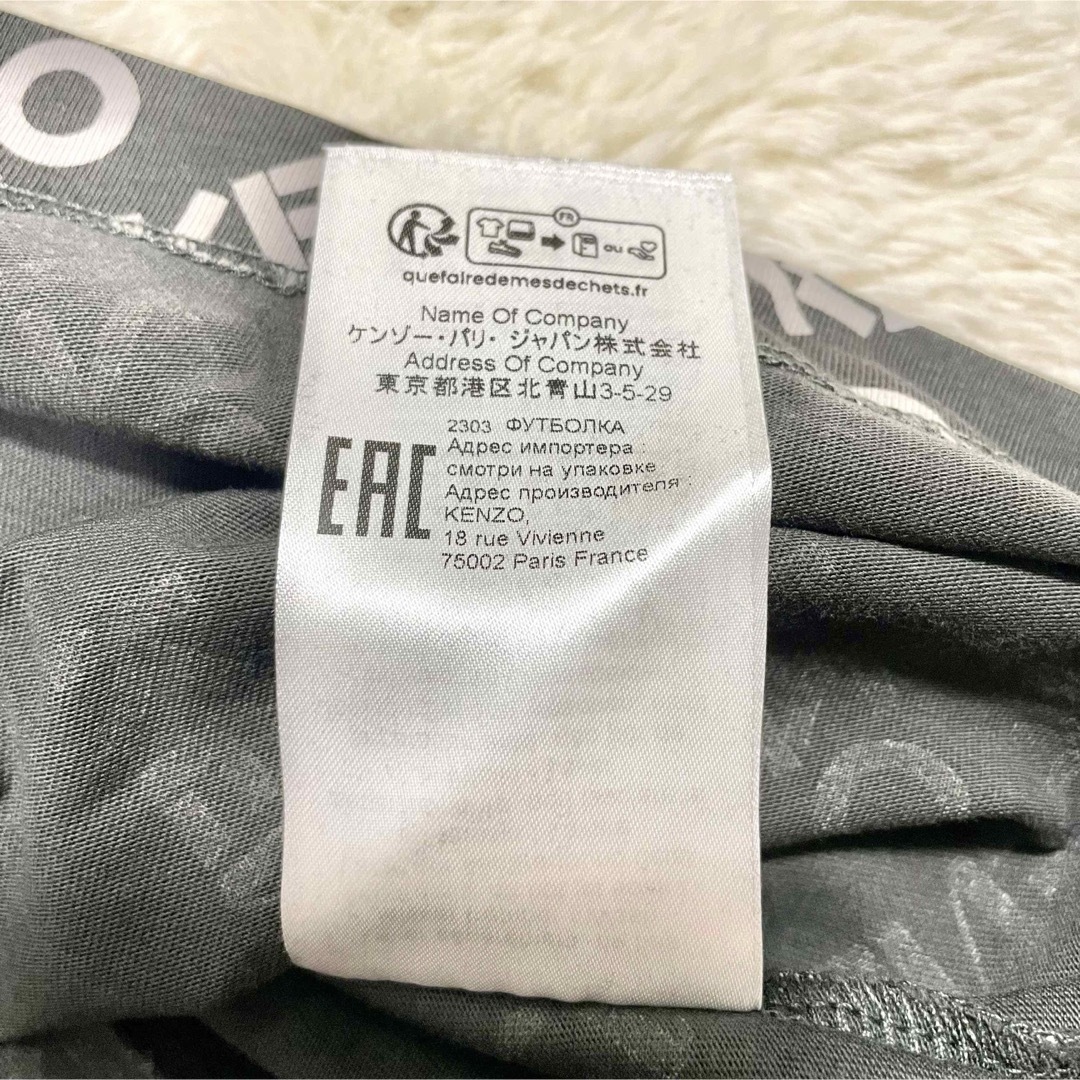 FR
OU
quefairedemesdechets.fr
Name Of Company
ケンゾー・パリ・ジャパン株式会社
Address Of Company
東京都港区北青山3-5-29
EAC
2303 ФУТБОЛКА
Адрес импортера
смотри на упаковке
Адрес производителя :
KENZO,
18 rue Vivienne
75002 Paris France